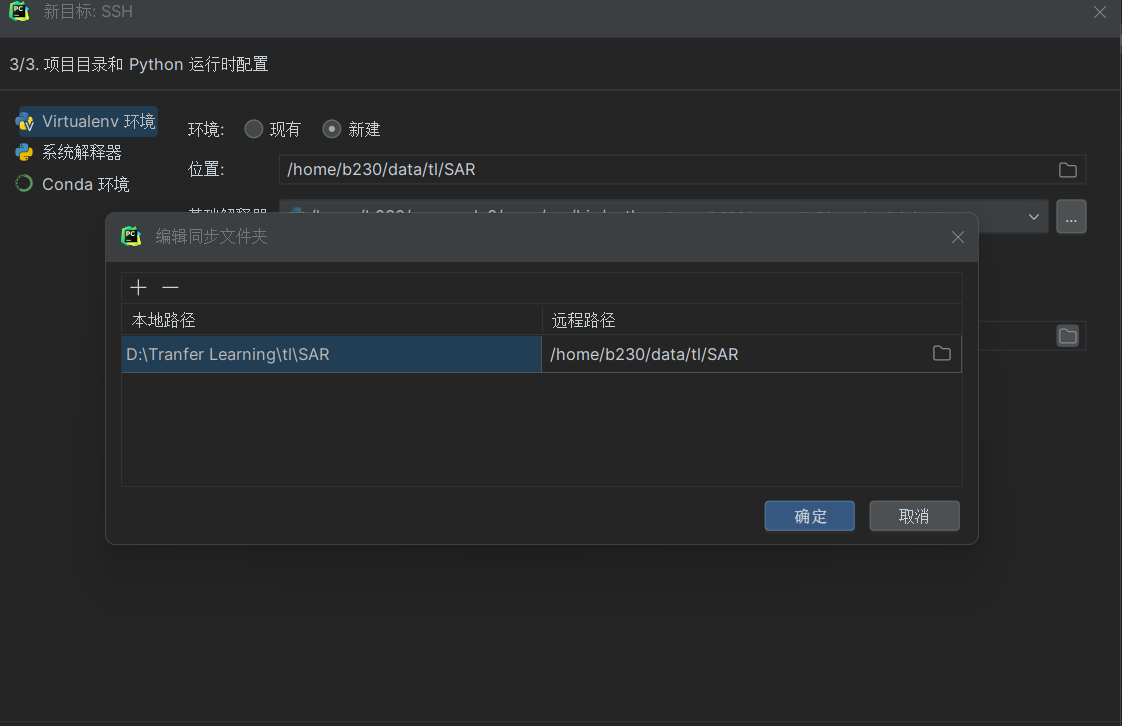 新目标: SSH
3/3. 项目目录和 Python 运行时配置
Virtualenv 环境
环境: 现有 新建
系统解释器
位置: /home/b230/data/tl/SAR
Conda 环境
...
编辑同步文件夹
本地路径 远程路径
D:\Tranfer Learning\tl\SAR /home/b230/data/tl/SAR
确定 取消